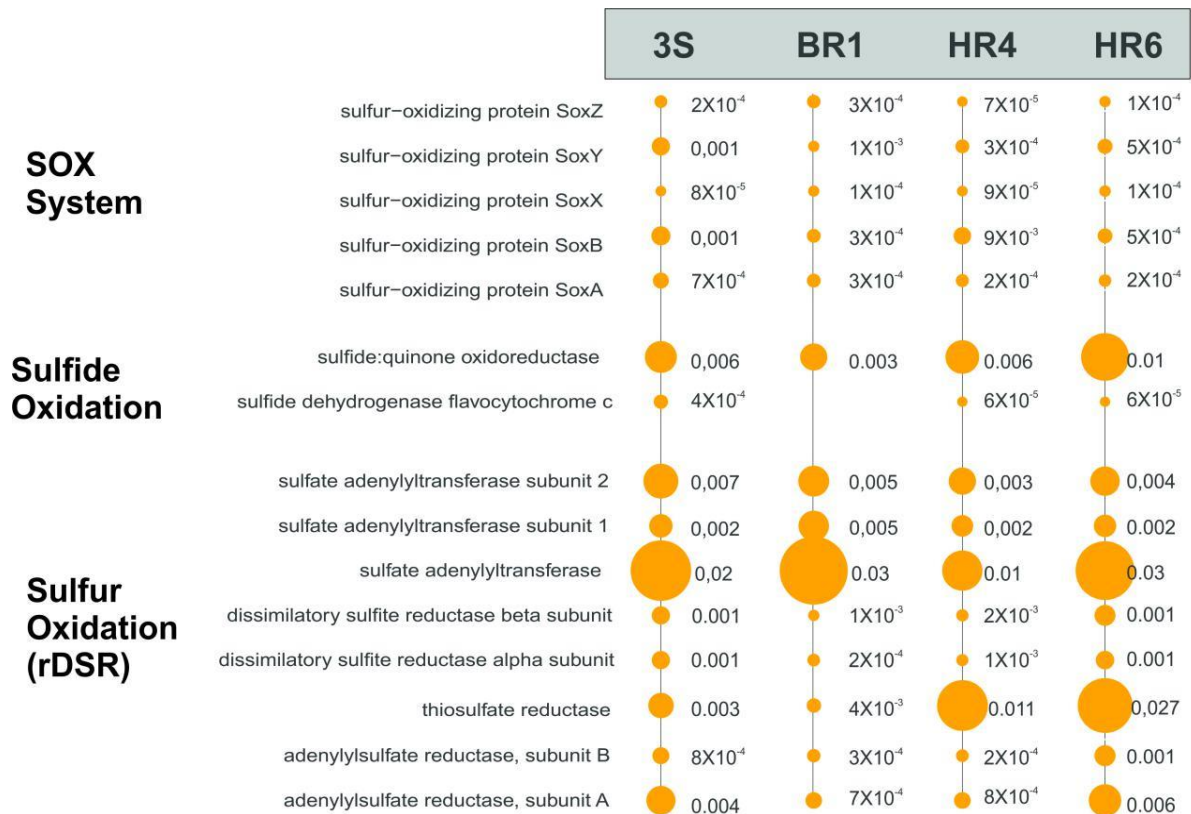 3S BR1 HR4 HR6
SOX
System
sulfur−oxidizing protein SoxZ 2X10⁻⁴ 3X10⁻⁴ 7X10⁻⁵ 1X10⁻⁴
sulfur−oxidizing protein SoxY 0,001 1X10⁻³ 3X10⁻⁴ 5X10⁻⁴
sulfur−oxidizing protein SoxX 8X10⁻⁵ 1X10⁻⁴ 9X10⁻⁵ 1X10⁻⁴
sulfur−oxidizing protein SoxB 0,001 3X10⁻⁴ 9X10⁻³ 5X10⁻⁴
sulfur−oxidizing protein SoxA 7X10⁻⁴ 3X10⁻⁴ 2X10⁻⁴ 2X10⁻⁴
Sulfide
Oxidation
sulfide:quinone oxidoreductase 0,006 0.003 0.006 0.01
sulfide dehydrogenase flavocytochrome c 4X10⁻⁴ 6X10⁻⁵ 6X10⁻⁵
Sulfur
Oxidation
(rDSR)
sulfate adenylyltransferase subunit 2 0,007 0,005 0,003 0,004
sulfate adenylyltransferase subunit 1 0,002 0,005 0,002 0.002
sulfate adenylyltransferase 0,02 0.03 0.01 0.03
dissimilatory sulfite reductase beta subunit 0.001 1X10⁻³ 2X10⁻³ 0.001
dissimilatory sulfite reductase alpha subunit 0.001 2X10⁻⁴ 1X10⁻³ 0.001
thiosulfate reductase 0.003 4X10⁻³ 0.011 0,027
adenylylsulfate reductase, subunit B 8X10⁻⁴ 3X10⁻⁴ 2X10⁻⁴ 0.001
adenylylsulfate reductase, subunit A 0.004 7X10⁻⁴ 8X10⁻⁴ 0.006